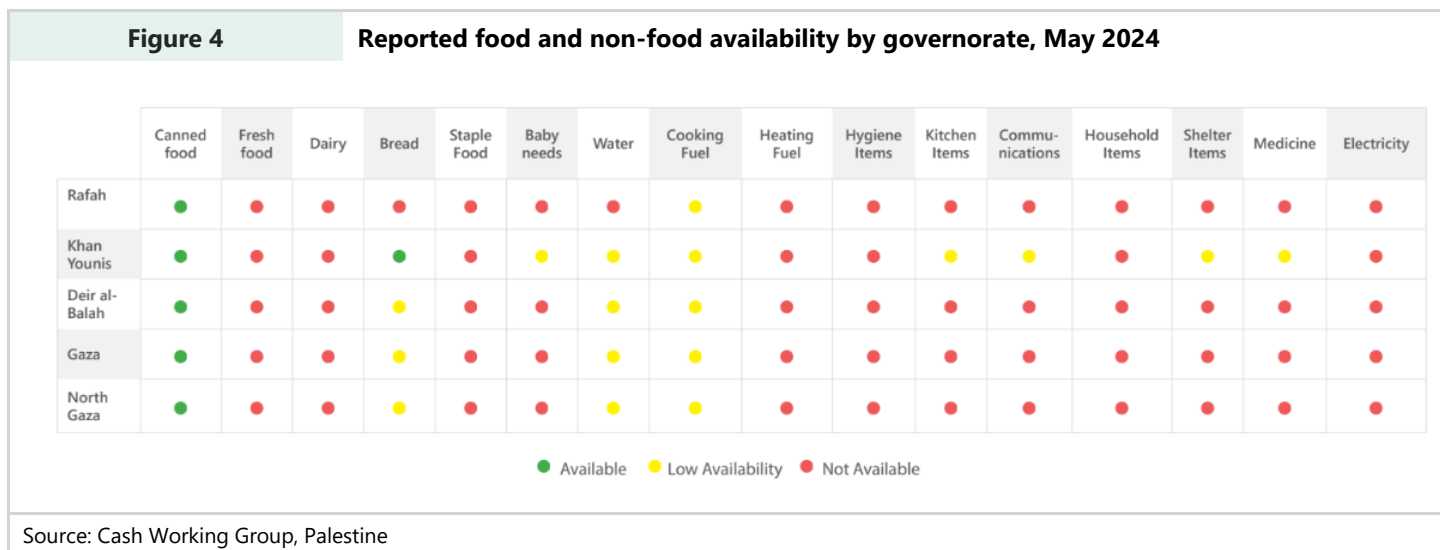 Figure 4
Reported food and non-food availability by governorate, May 2024
Canned food
Fresh food
Dairy
Bread
Staple Food
Baby needs
Water
Cooking Fuel
Heating Fuel
Hygiene Items
Kitchen Items
Commu-nications
Household Items
Shelter Items
Medicine
Electricity
Rafah
Khan
Younis
Deir al-
Balah
Gaza
North
Gaza
Available
Low Availability
Not Available
Source: Cash Working Group, Palestine